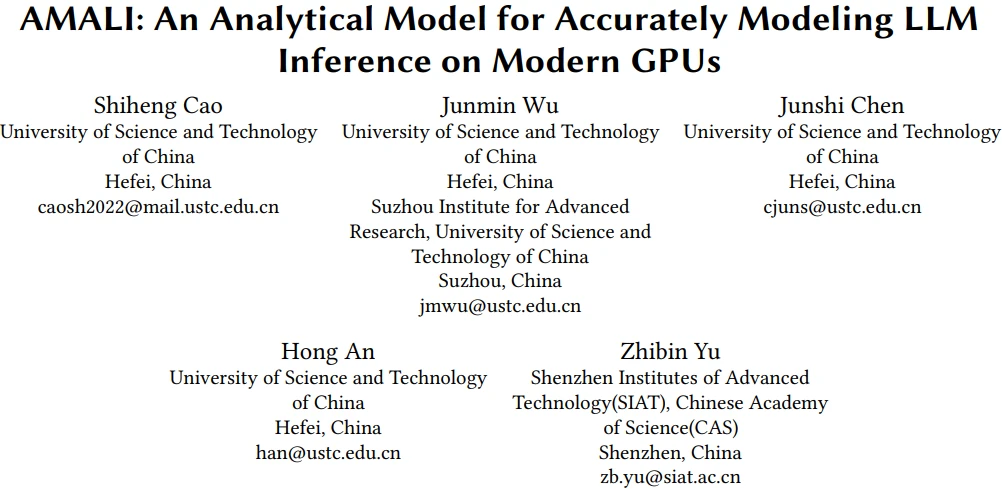 AMALI: An Analytical Model for Accurately Modeling LLM
Inference on Modern GPUs
Shiheng Cao
University of Science and Technology
of China
Hefei, China
caosh2022@mail.ustc.edu.cn
Junmin Wu
University of Science and Technology
of China
Hefei, China
Suzhou Institute for Advanced
Research, University of Science and
Technology of China
Suzhou, China
jmwu@ustc.edu.cn
Junshi Chen
University of Science and Technology
of China
Hefei, China
cjuns@ustc.edu.cn
Hong An
University of Science and Technology
of China
Hefei, China
han@ustc.edu.cn
Zhibin Yu
Shenzhen Institutes of Advanced
Technology(SIAT), Chinese Academy
of Science(CAS)
Shenzhen, China
zb.yu@siat.ac.cn